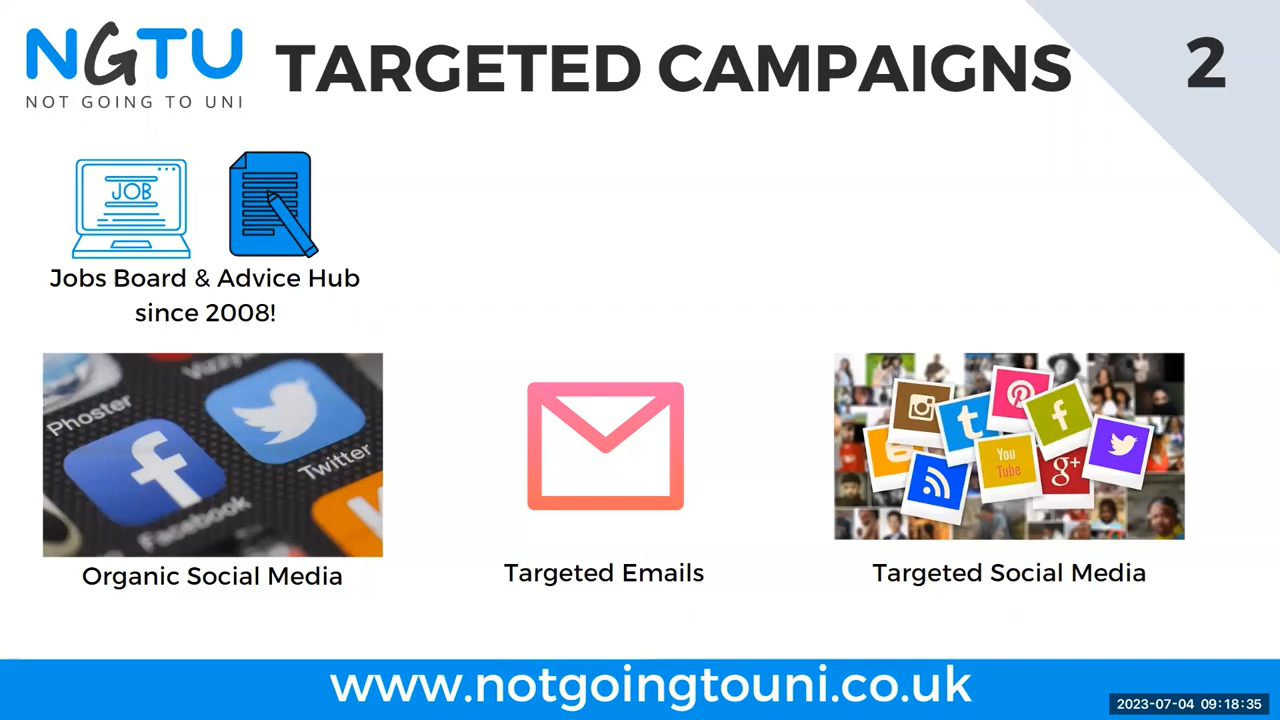 NGTU
NOT GOING TO UNI
TARGETED CAMPAIGNS
2
JOB
Jobs Board & Advice Hub
since 2008!
Phoster
Facebook
Twitter
Organic Social Media
Targeted Emails
You
Tube
g+
Targeted Social Media
www.notgoingtouni.co.uk
2023-07-04 09:18:35